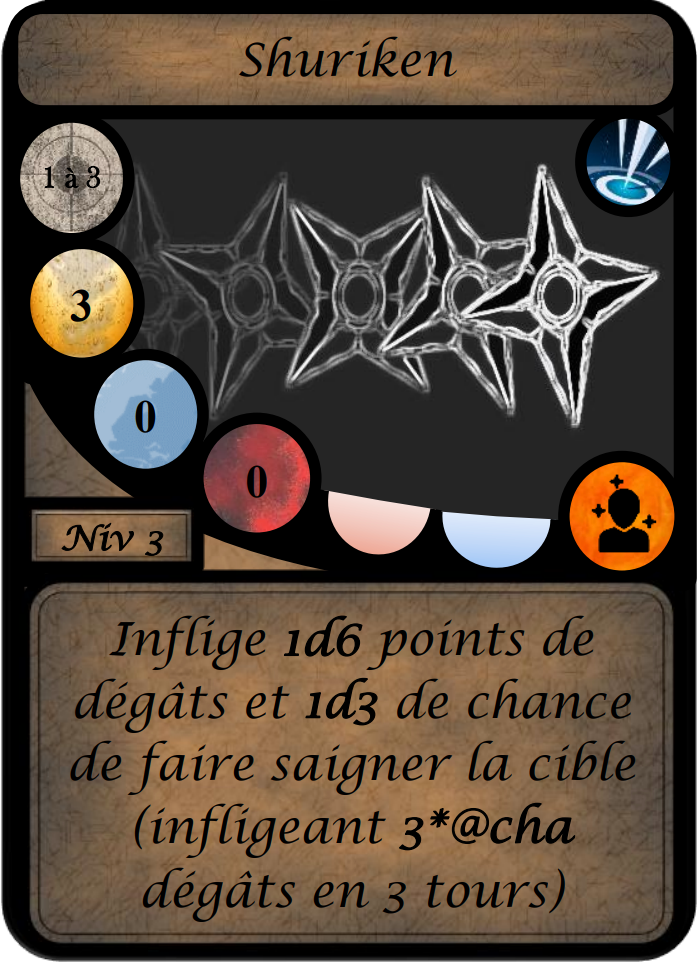 Shuriken
1 à 3
3
0
0
Niv 3
Inflige 1d6 points de
dégâts et 1d3 de chance
de faire saigner la cible
(infligeant 3*@cha
dégâts en 3 tours)